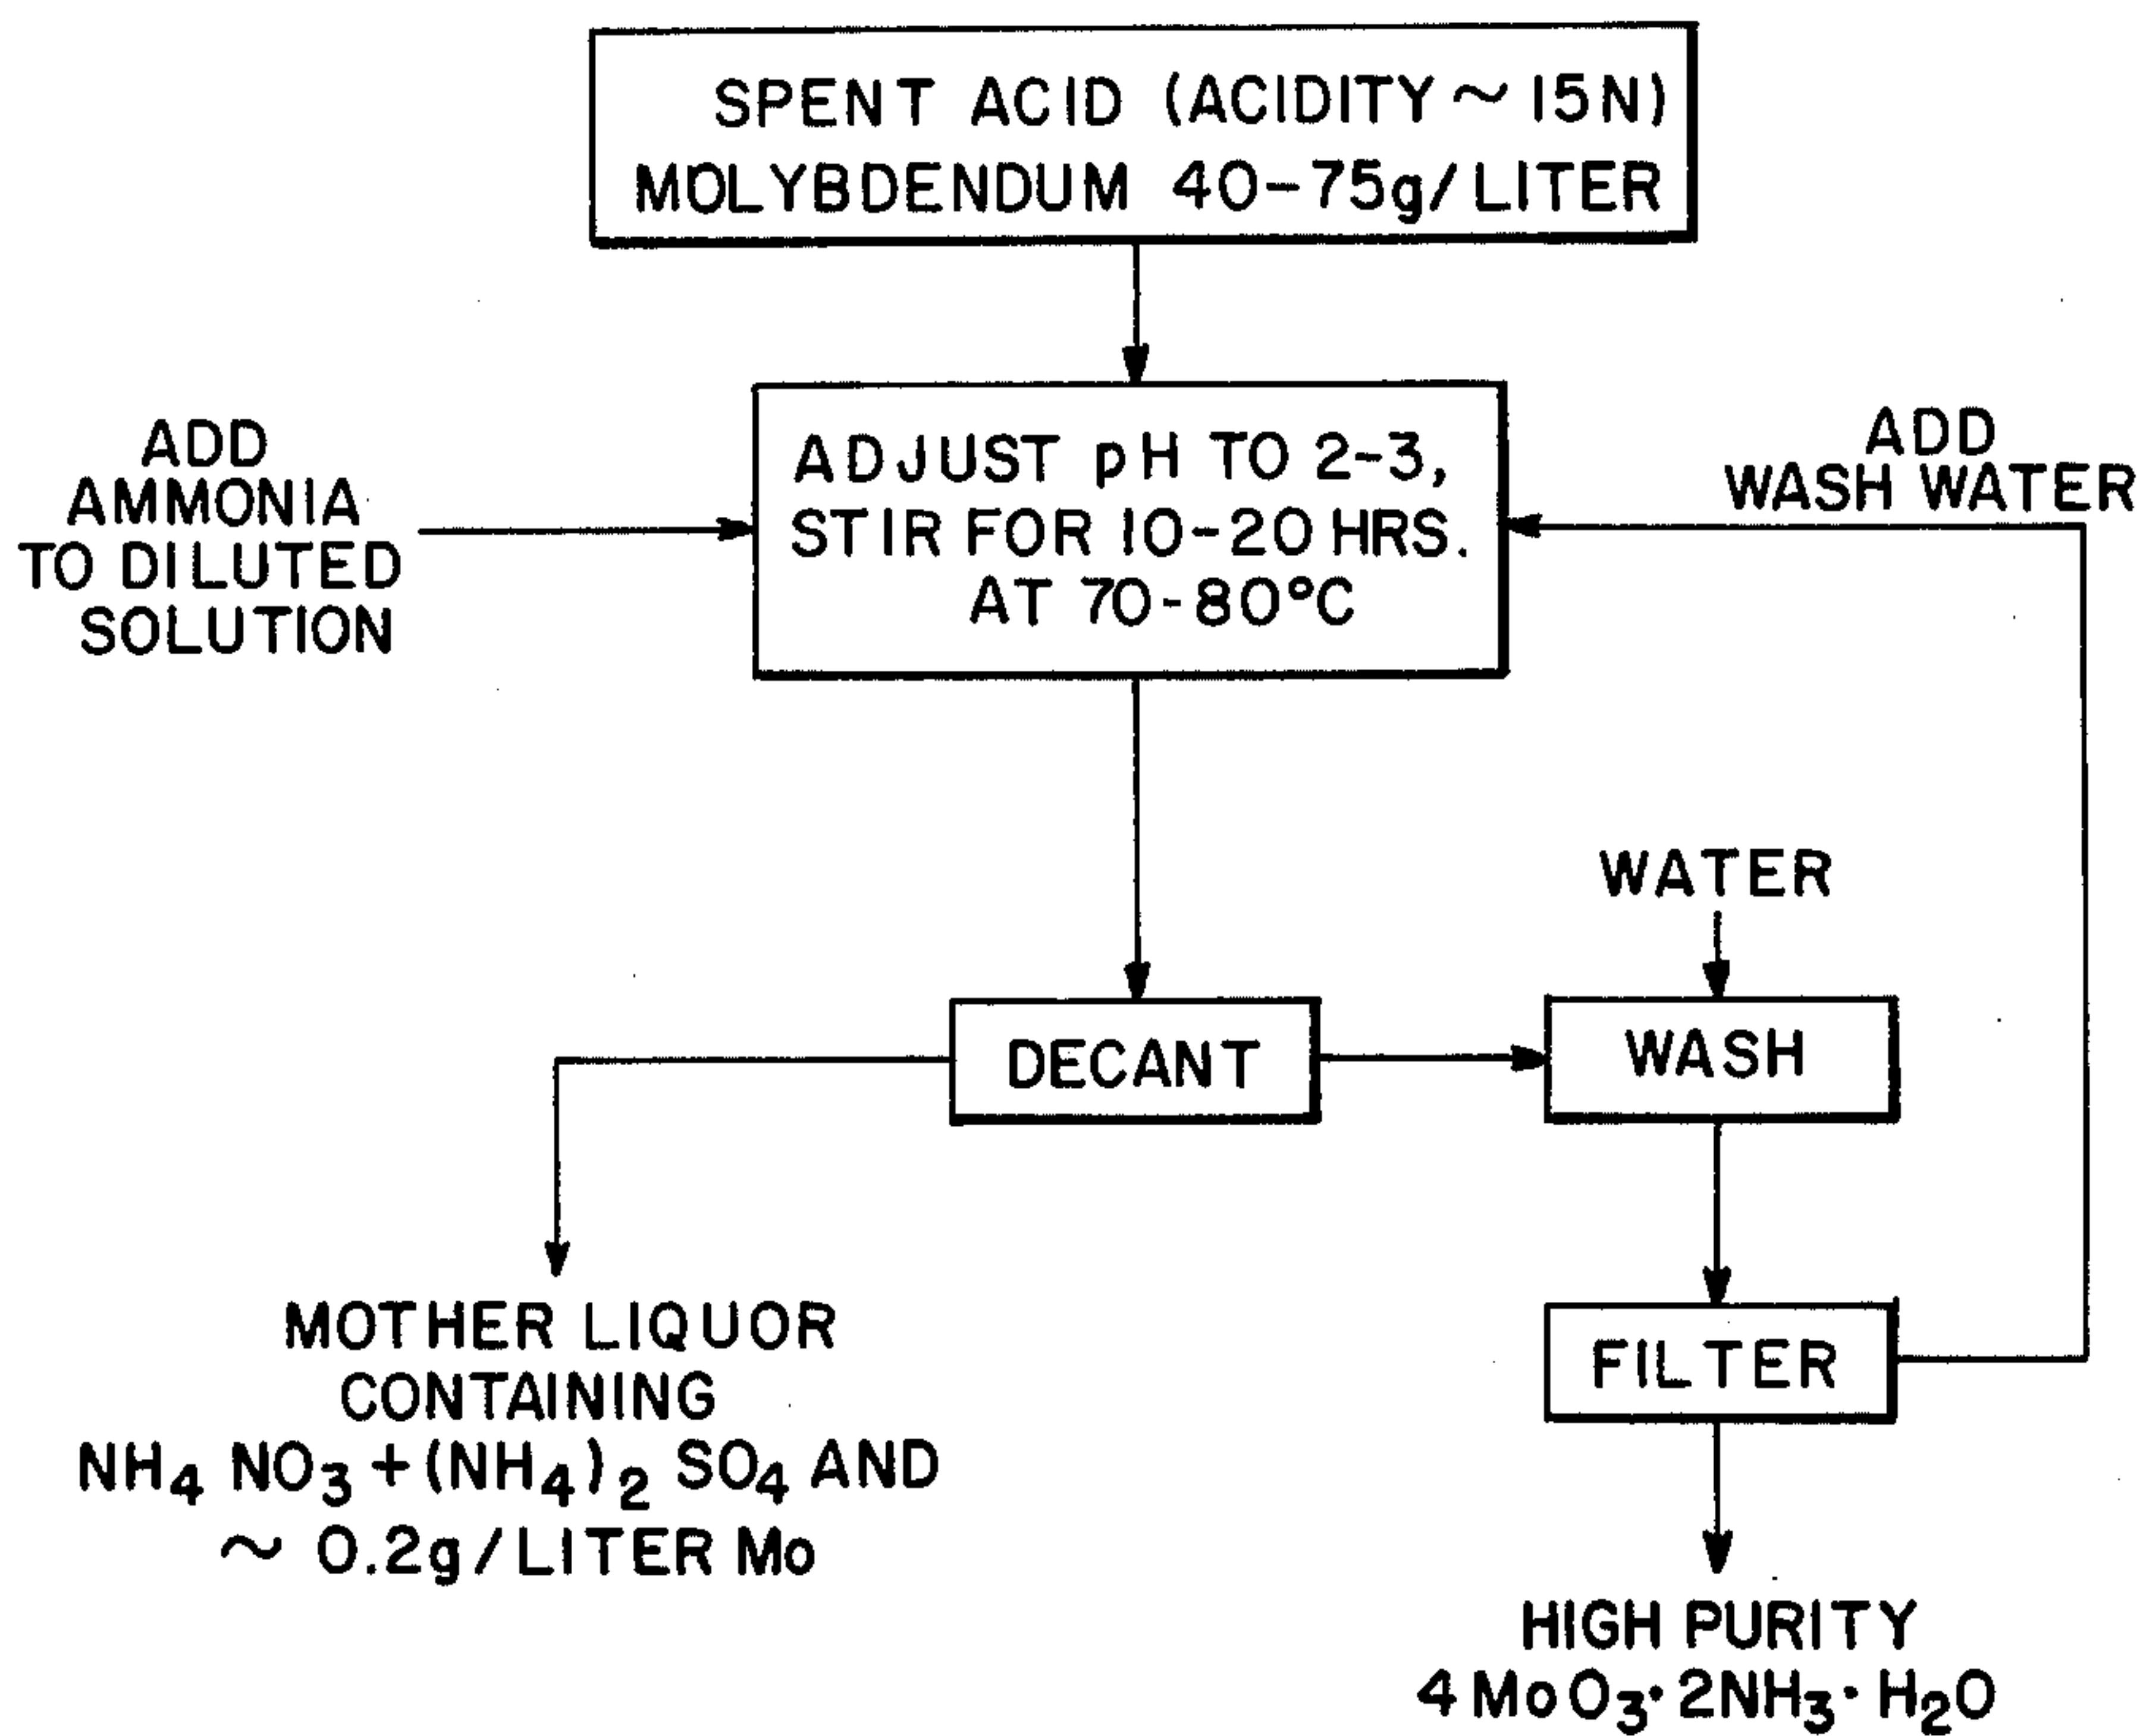 SPENT ACID (ACIDITY ~ 15N)
MOLYBDENDUM 40-75g/LITER
ADD
AMMONIA
TO DILUTED
SOLUTION
ADJUST pH TO 2-3,
STIR FOR 10-20 HRS.
AT 70-80°C
ADD
WASH WATER
WATER
DECANT
WASH
FILTER
MOTHER LIQUOR
CONTAINING
NH₄ NO₃ + (NH₄)₂ SO₄ AND
~ 0.2g/LITER Mo
HIGH PURITY
4 MoO₃· 2NH₃· H₂O